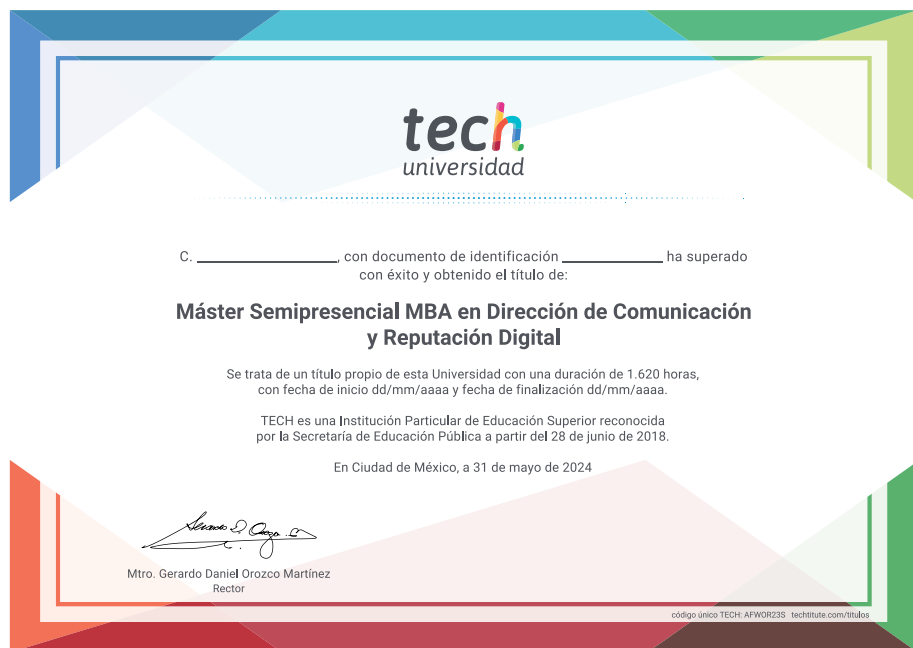 tech
universidad
C. ____________, con documento de identificación ____________ ha superado
con éxito y obtenido el título de:
Máster Semipresencial MBA en Dirección de Comunicación
y Reputación Digital
Se trata de un título propio de esta Universidad con una duración de 1.620 horas,
con fecha de inicio dd/mm/aaaa y fecha de finalización dd/mm/aaaa.
TECH es una Institución Particular de Educación Superior reconocida
por la Secretaría de Educación Pública a partir del 28 de junio de 2018.
En Ciudad de México, a 31 de mayo de 2024
Mtro. Gerardo Daniel Orozco Martínez
Rector
código único TECH: AFWOR23S techtitute.com/titulos